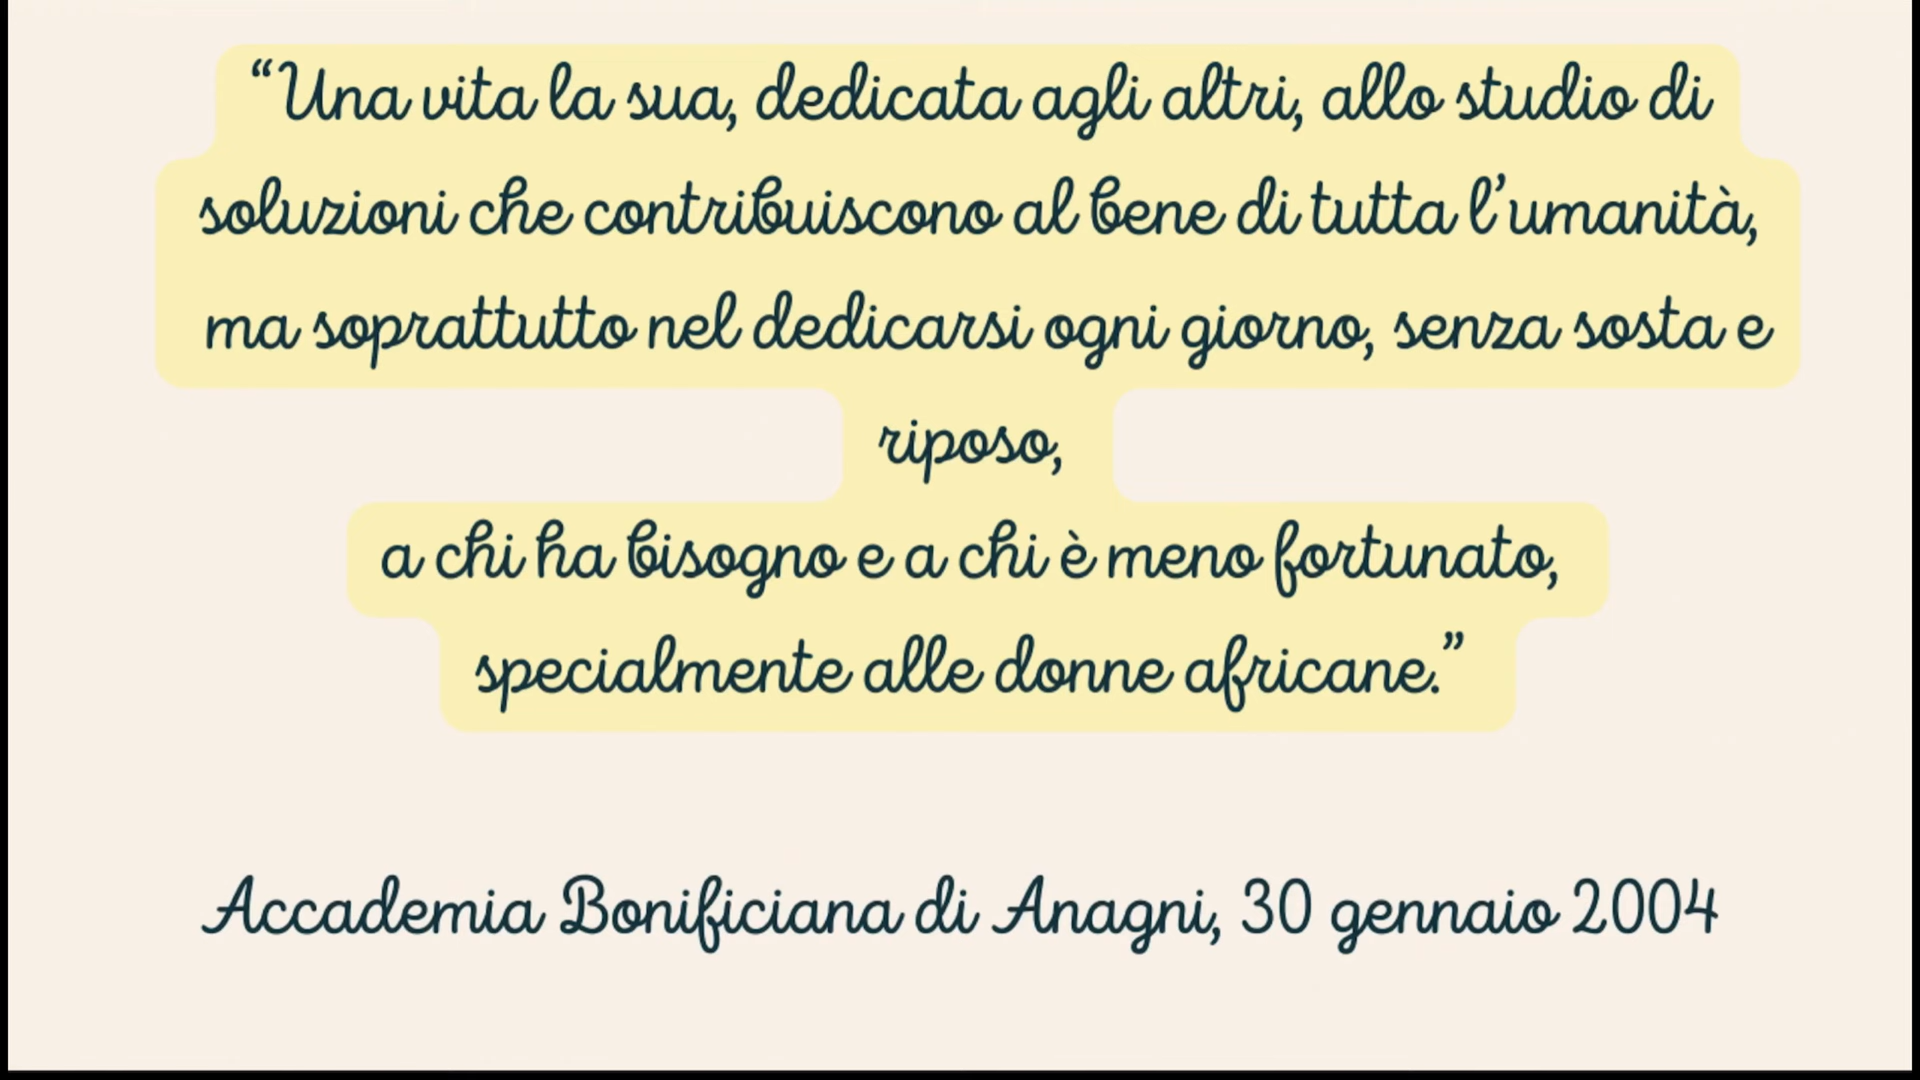 “Una vita la sua, dedicata agli altri, allo studio di
soluzioni che contribuiscono al bene di tutta l’umanità,
ma soprattutto nel dedicarsi ogni giorno, senza sosta e
riposo,
a chi ha bisogno e a chi è meno fortunato,
specialmente alle donne africane.”
Accademia Bonificiana di Anagni, 30 gennaio 2004